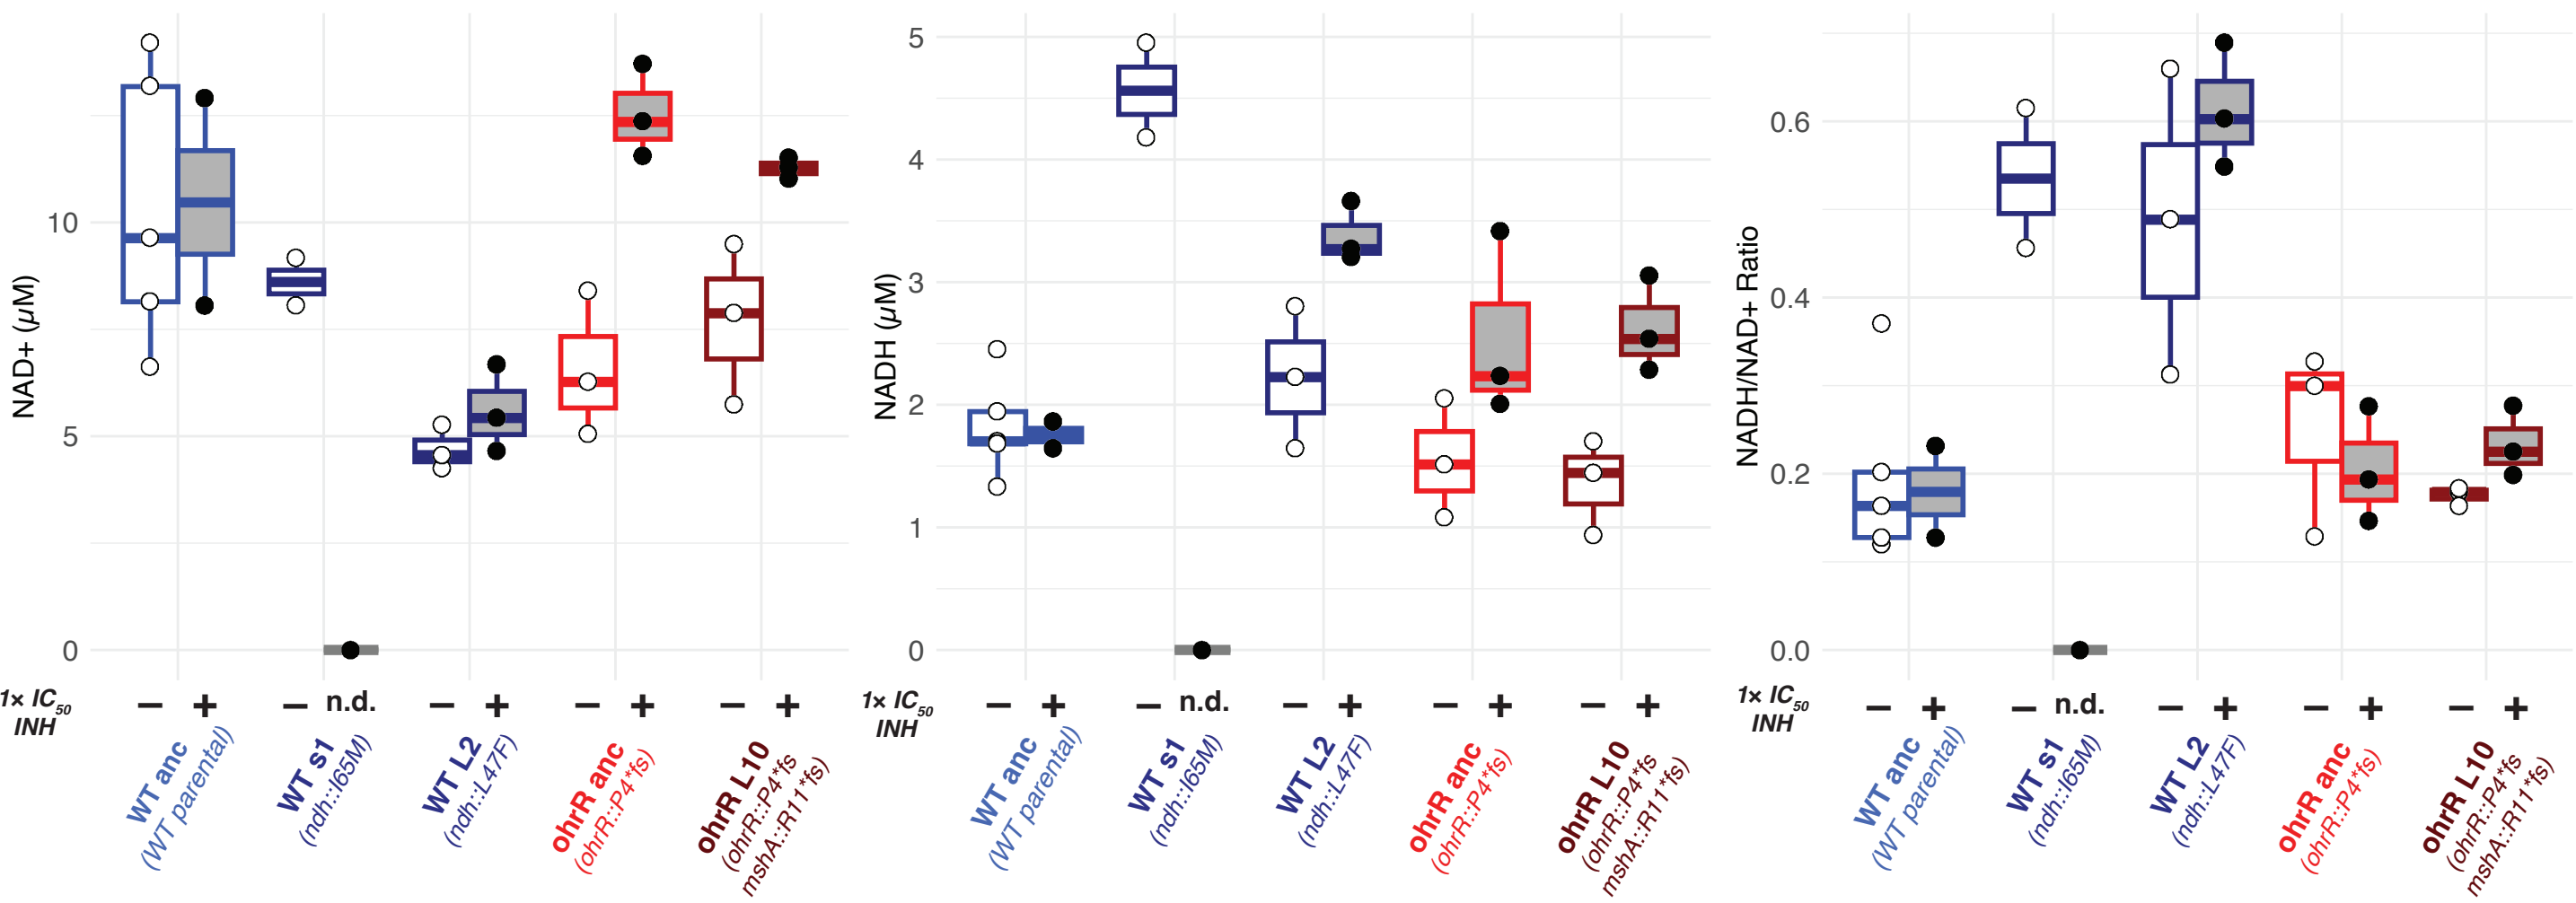 NAD+ (µM)
10
5
0
1× IC50
INH
− + − n.d. − + − + − +
WT anc
(WT parental)
WT s1
(ndh::I65M)
WT L2
(ndh::L47F)
ohrR anc
(ohrR::P4*fs)
ohrR L10
(ohrR::P4*fs
mshA::R11*fs)
NADH (µM)
5
4
3
2
1
0
1× IC50
INH
− + − n.d. − + − + − +
WT anc
(WT parental)
WT s1
(ndh::I65M)
WT L2
(ndh::L47F)
ohrR anc
(ohrR::P4*fs)
ohrR L10
(ohrR::P4*fs
mshA::R11*fs)
NADH/NAD+ Ratio
0.6
0.4
0.2
0.0
1× IC50
INH
− + − n.d. − + − + − +
WT anc
(WT parental)
WT s1
(ndh::I65M)
WT L2
(ndh::L47F)
ohrR anc
(ohrR::P4*fs)
ohrR L10
(ohrR::P4*fs
mshA::R11*fs)